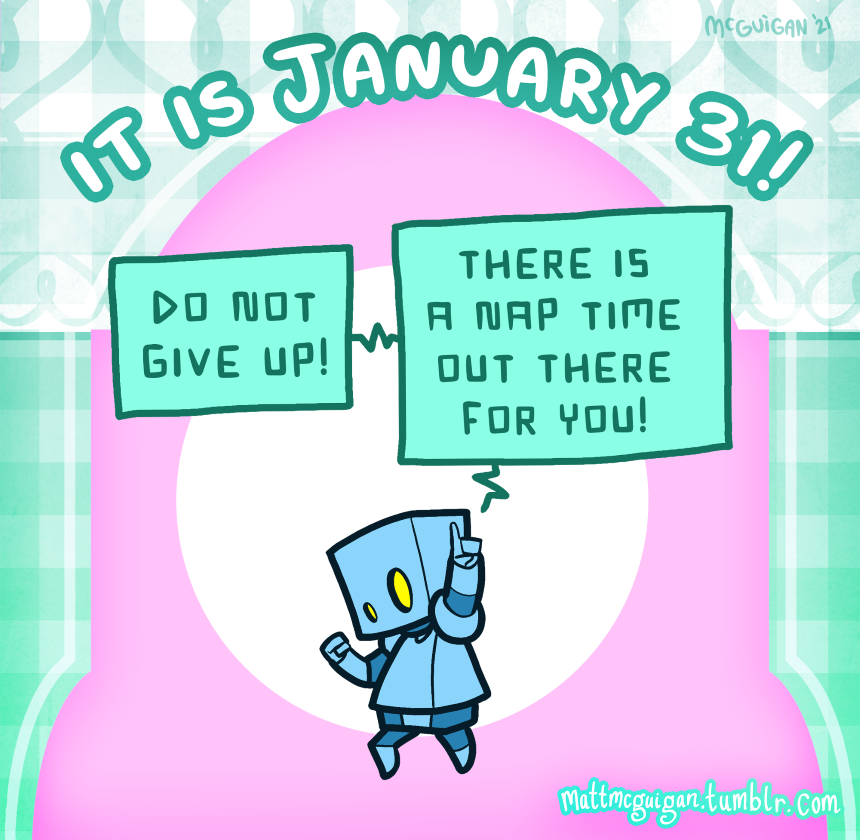 McGUiGAN '21
IT IS JANUARY 31!
DO NOT
GIVE UP!
THERE IS
A NAP TIME
OUT THERE
FOR YOU!
mattmcguigan.tumblr.com